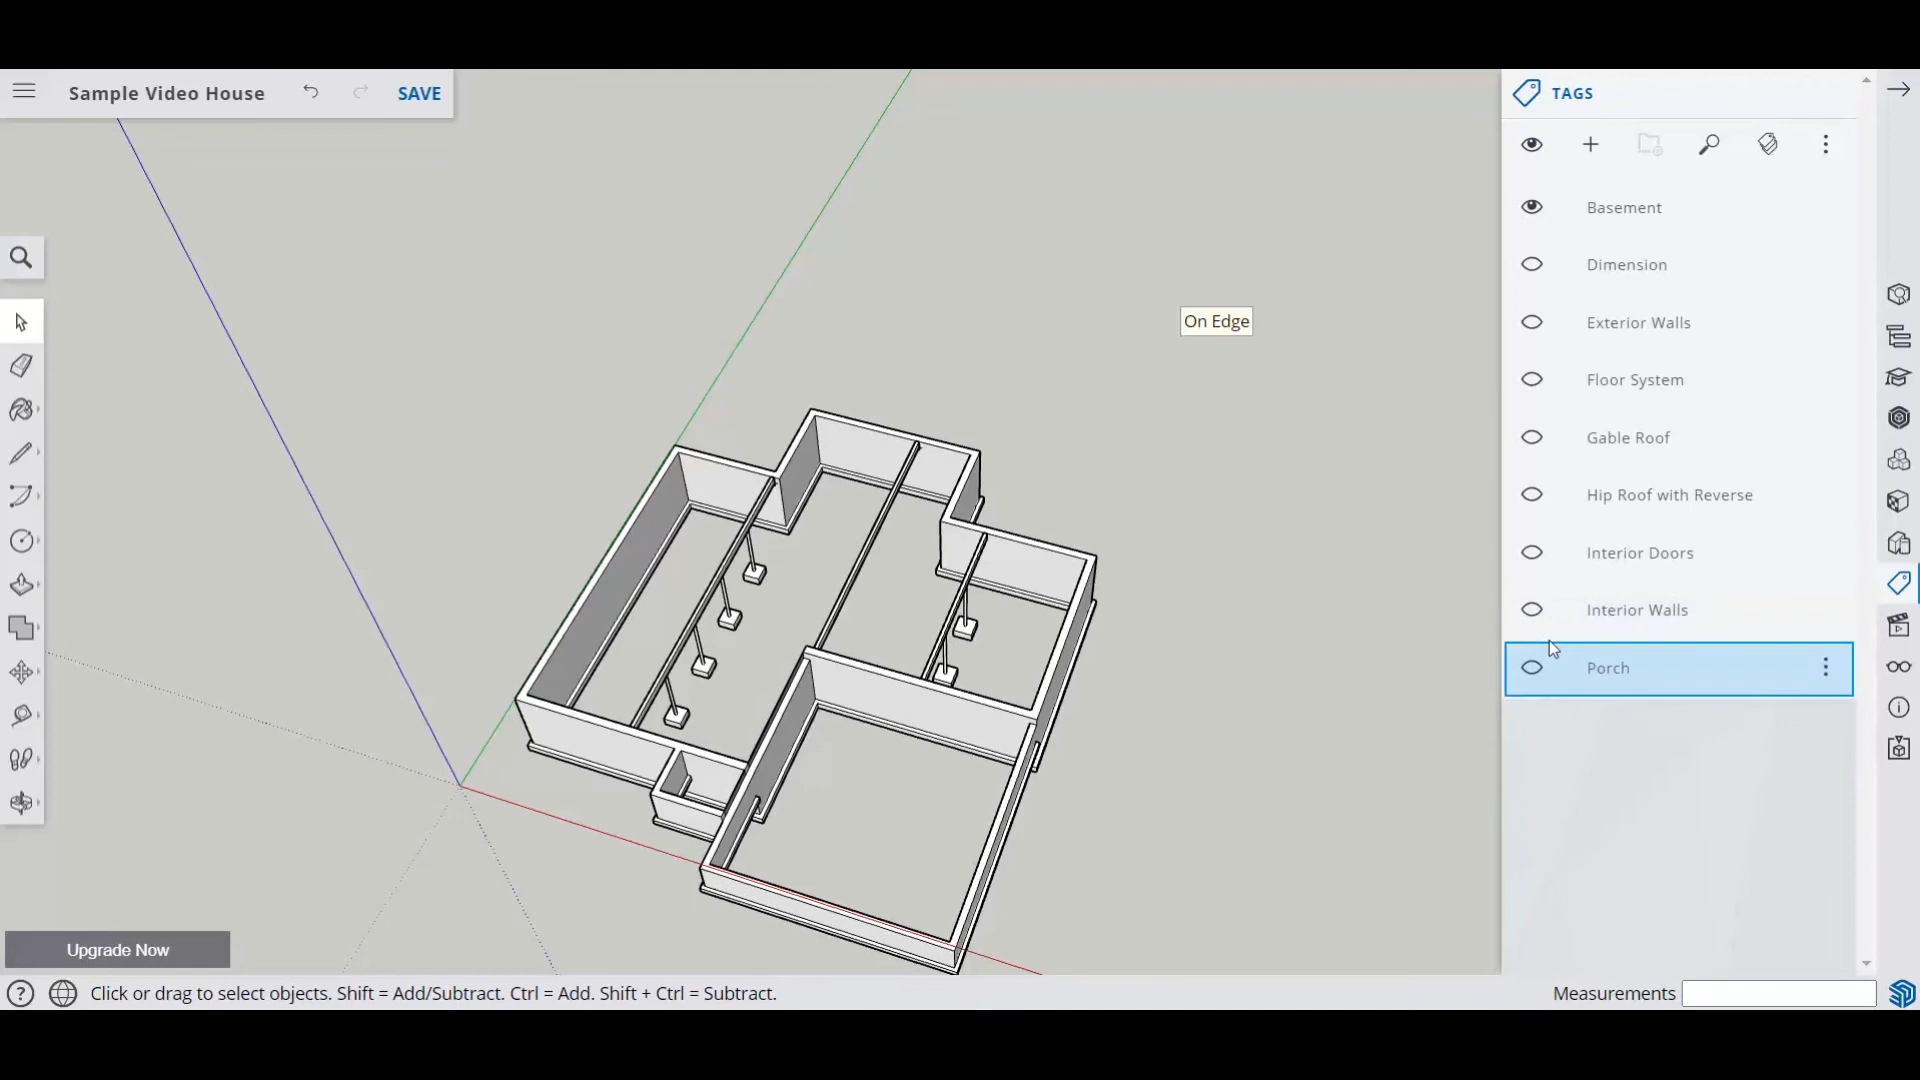 Sample Video House
SAVE
TAGS
Basement
Dimension
On Edge
Exterior Walls
Floor System
Gable Roof
Hip Roof with Reverse
Interior Doors
Interior Walls
Porch
Upgrade Now
Click or drag to select objects. Shift = Add/Subtract. Ctrl = Add. Shift + Ctrl = Subtract.
Measurements